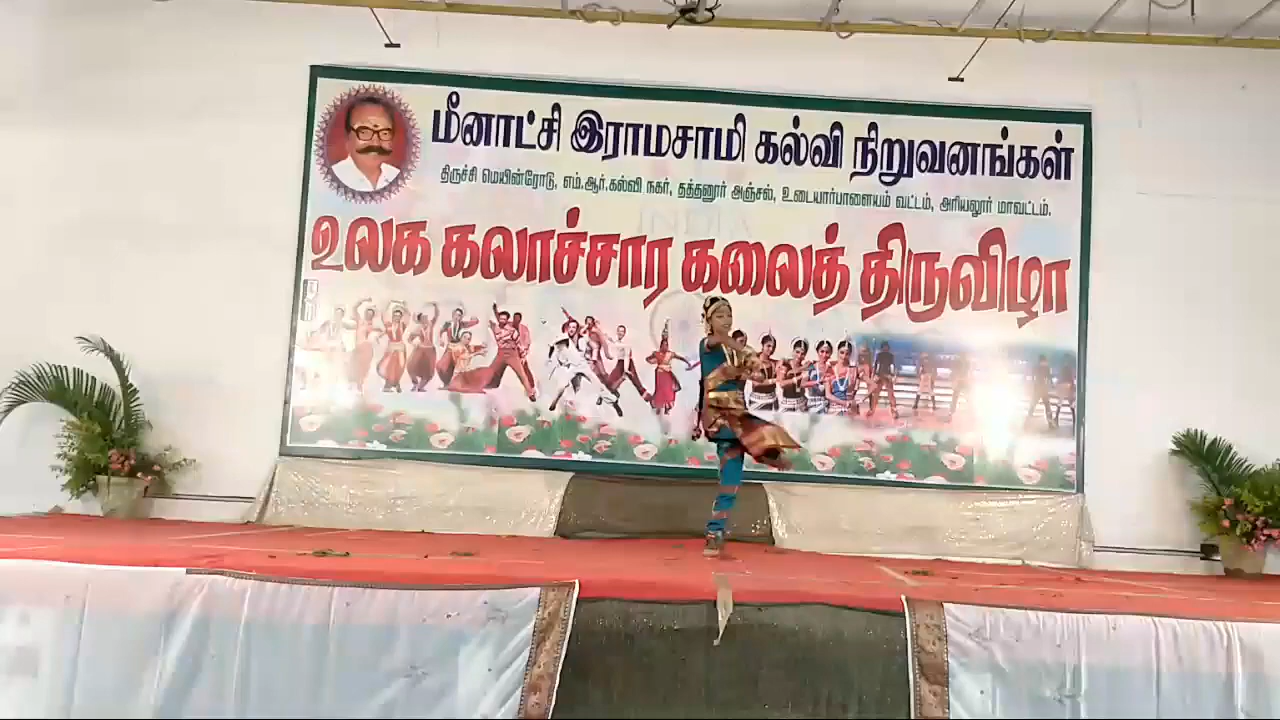 மீனாட்சி இராமசாமி கல்வி நிறுவனங்கள்
திருச்சி மெயின்ரோடு, எம்.ஆர்.கல்வி நகர், தத்தனூர் அஞ்சல், உடையார்பாளையம் வட்டம், அரியலூர் மாவட்டம்.
INDIA
உலக கலாச்சார கலைத் திருவிழா